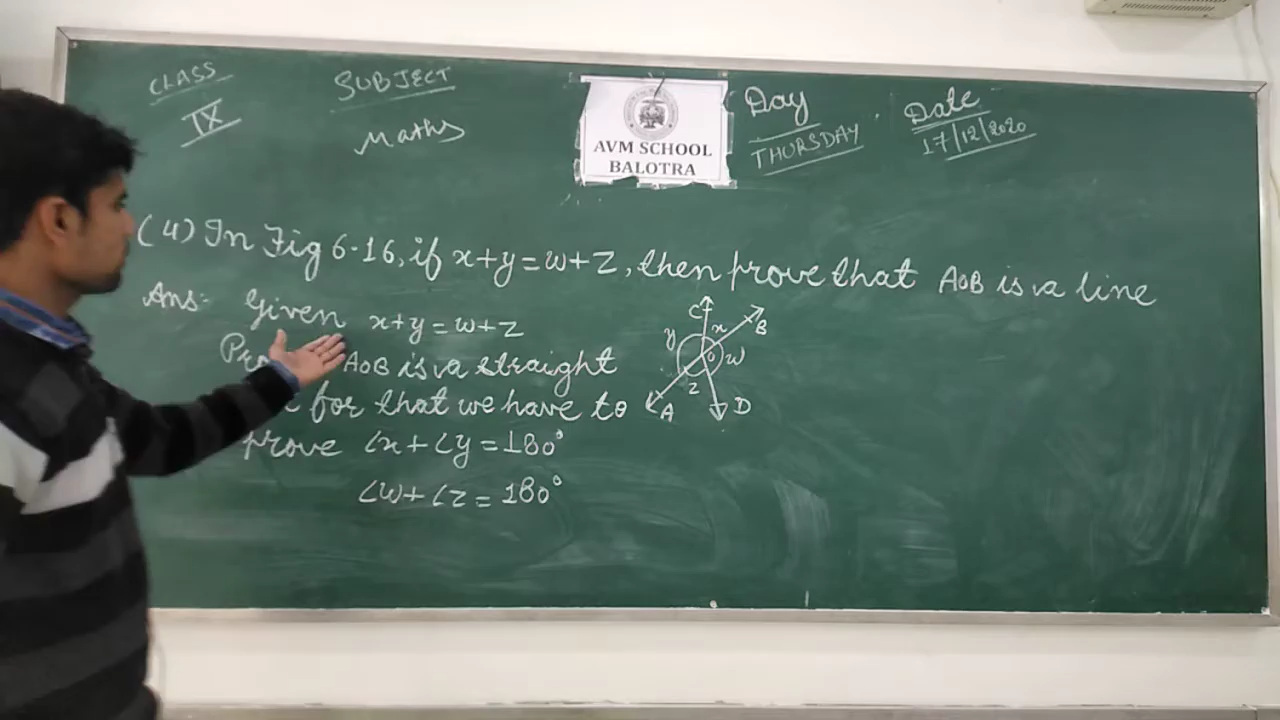 CLASS
IX
SUBJECT
Maths
AVM SCHOOL
BALOTRA
Day
THURSDAY
Date
17/12/2020
(4) In Fig 6.16, if x+y=w+z, then prove that AOB is a line
Ans:- Given x+y=w+z
AOB is a straight
for that we have to
prove ∠x+∠y=180°
∠w+∠z=180°
C
x
B
y
O
w
z
A
D